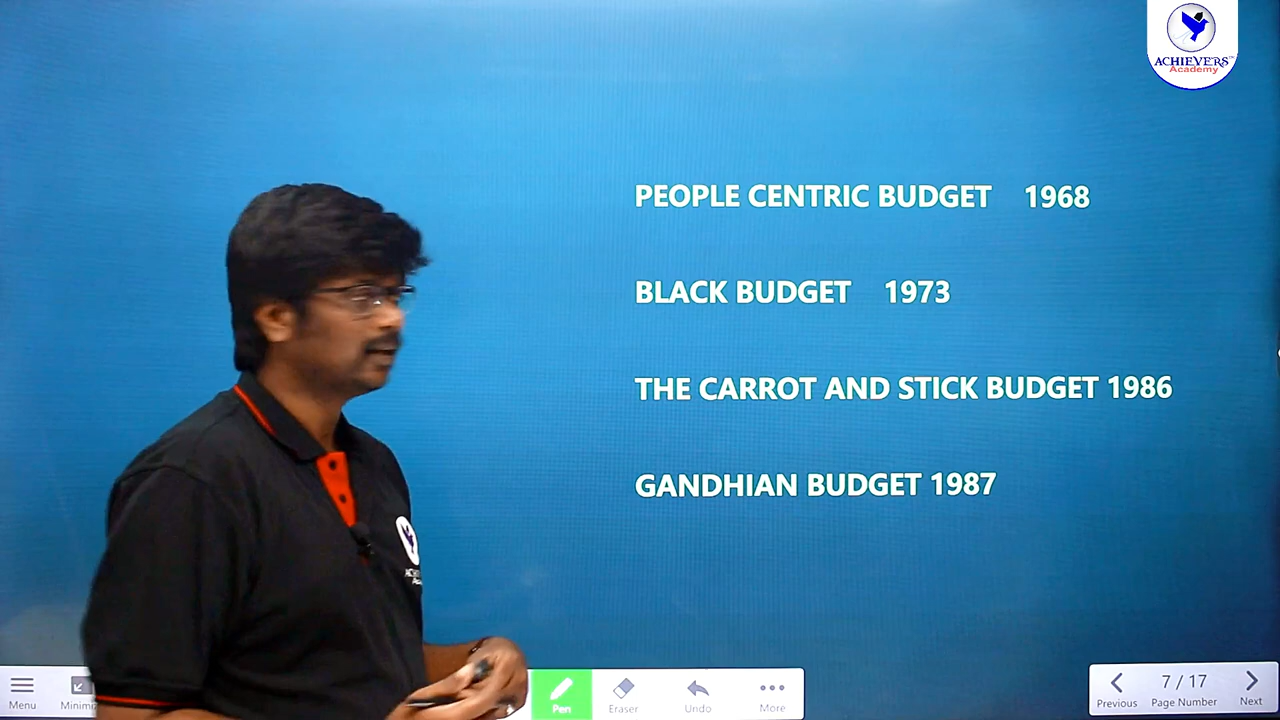 ACHIEVERS
Academy
PEOPLE CENTRIC BUDGET 1968
BLACK BUDGET 1973
THE CARROT AND STICK BUDGET 1986
GANDHIAN BUDGET 1987
Menu
Minimi
Pen
Eraser
Undo
More
Previous
7 / 17
Page Number
Next